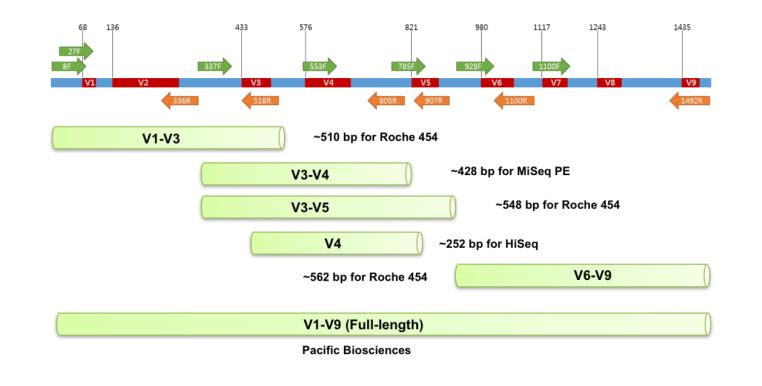 68 136 433 576 821 980 1117 1243 1435
27F
8F 337F 553F 785F 928F 1100F
V1 V2 V3 V4 V5 V6 V7 V8 V9
336R 518R 805R 907R 1100R 1492R
V1-V3 ~510 bp for Roche 454
V3-V4 ~428 bp for MiSeq PE
V3-V5 ~548 bp for Roche 454
V4 ~252 bp for HiSeq
~562 bp for Roche 454 V6-V9
V1-V9 (Full-length)
Pacific Biosciences